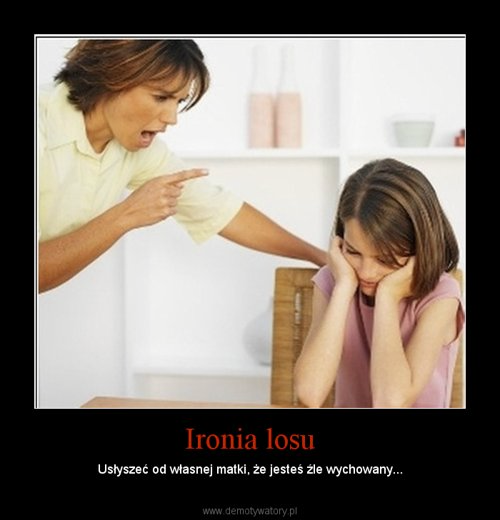 Ironia losu
Usłyszeć od własnej matki, że jesteś źle wychowany...
www.demotywatory.pl